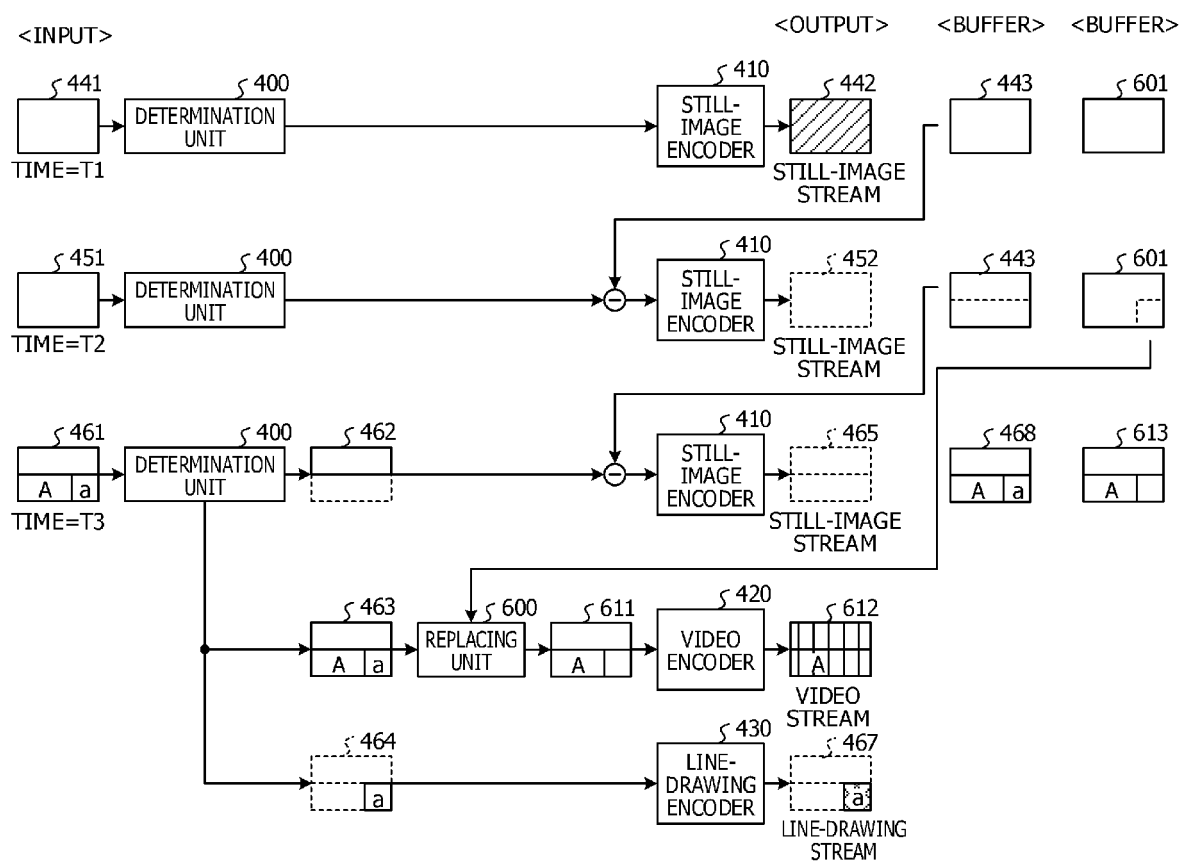 <INPUT>
<OUTPUT>
<BUFFER>
<BUFFER>
441
400
410
442
443
601
DETERMINATION
UNIT
STILL-
IMAGE
ENCODER
TIME=T1
STILL-IMAGE
STREAM
451
400
410
452
443
601
DETERMINATION
UNIT
STILL-
IMAGE
ENCODER
TIME=T2
STILL-IMAGE
STREAM
461
400
462
410
465
468
613
A a
DETERMINATION
UNIT
STILL-
IMAGE
ENCODER
A a
A
TIME=T3
STILL-IMAGE
STREAM
463
600
611
420
612
A a
REPLACING
UNIT
A
VIDEO
ENCODER
A
VIDEO
STREAM
464
430
467
a
LINE-
DRAWING
ENCODER
a
LINE-DRAWING
STREAM